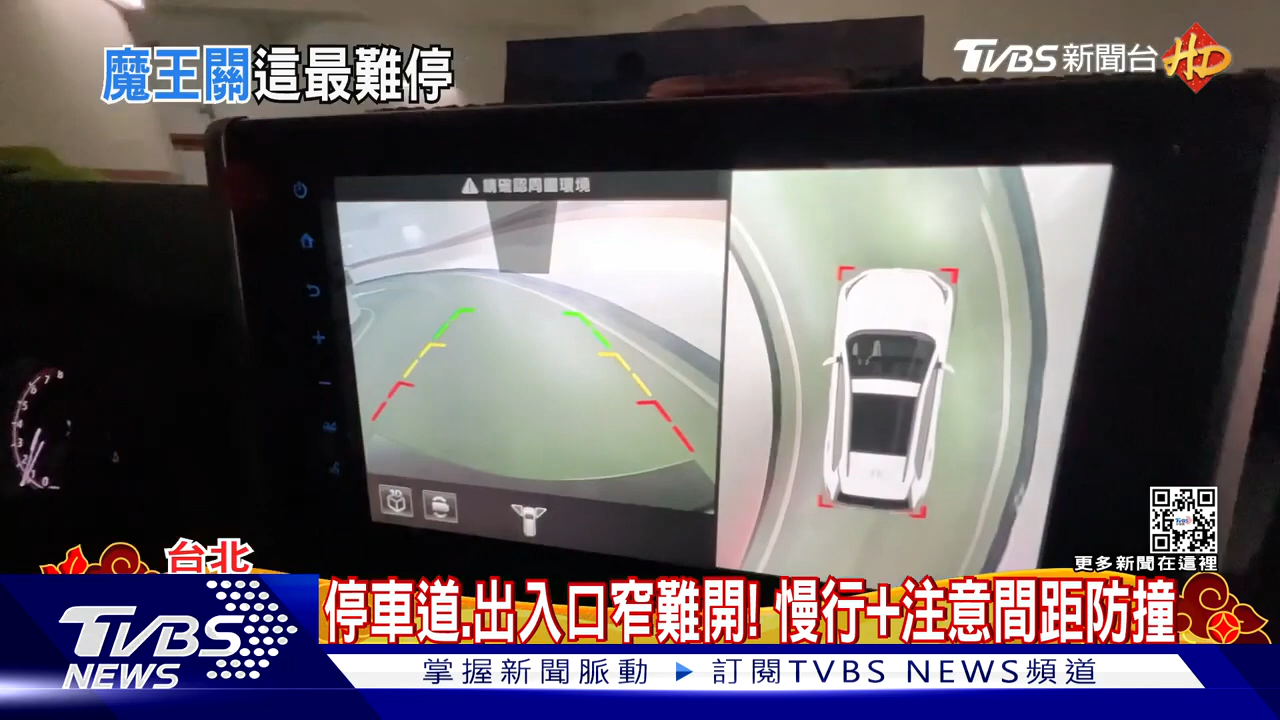 魔王關這最難停
TVBS新聞台HD
請確認周圍環境
3D
更多新聞在這裡
台北
停車道.出入口窄難開!慢行+注意間距防撞
TVBS
NEWS
掌握新聞脈動 ▶ 訂閱TVBS NEWS頻道